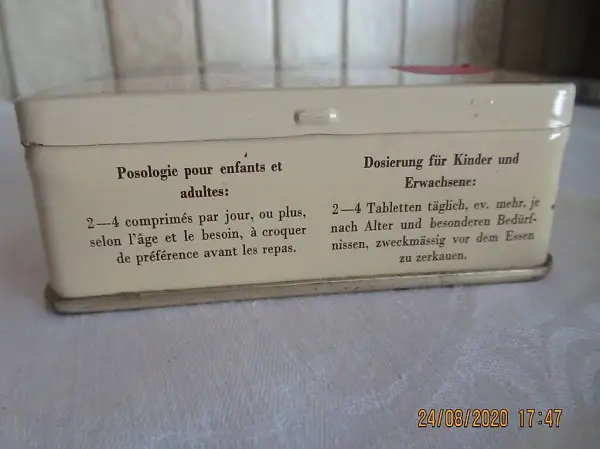 Posologie pour enfants et
adultes:
2—4 comprimés par jour, ou plus,
selon l'âge et le besoin, à croquer
de préférence avant les repas.
Dosierung für Kinder und
Erwachsene:
2—4 Tabletten täglich, ev. mehr, je
nach Alter und besonderen Bedürf-
nissen, zweckmässig vor dem Essen
zu zerkauen.
24/08/2020 17:47